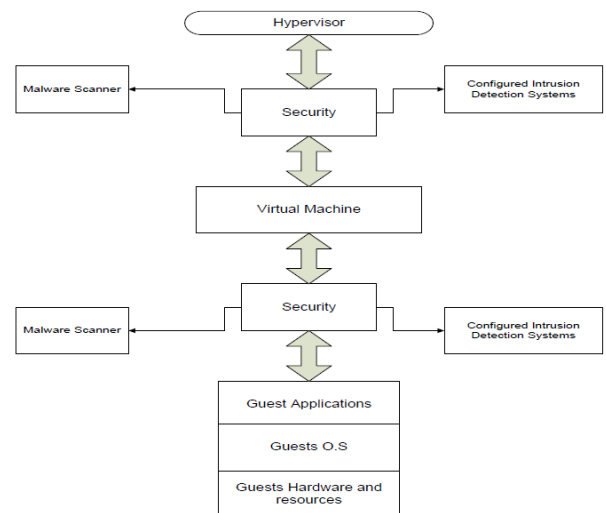 Hypervisor
Malware Scanner
Security
Configured Intrusion
Detection Systems
Virtual Machine
Malware Scanner
Security
Configured Intrusion
Detection Systems
Guest Applications
Guests O.S
Guests Hardware and
resources